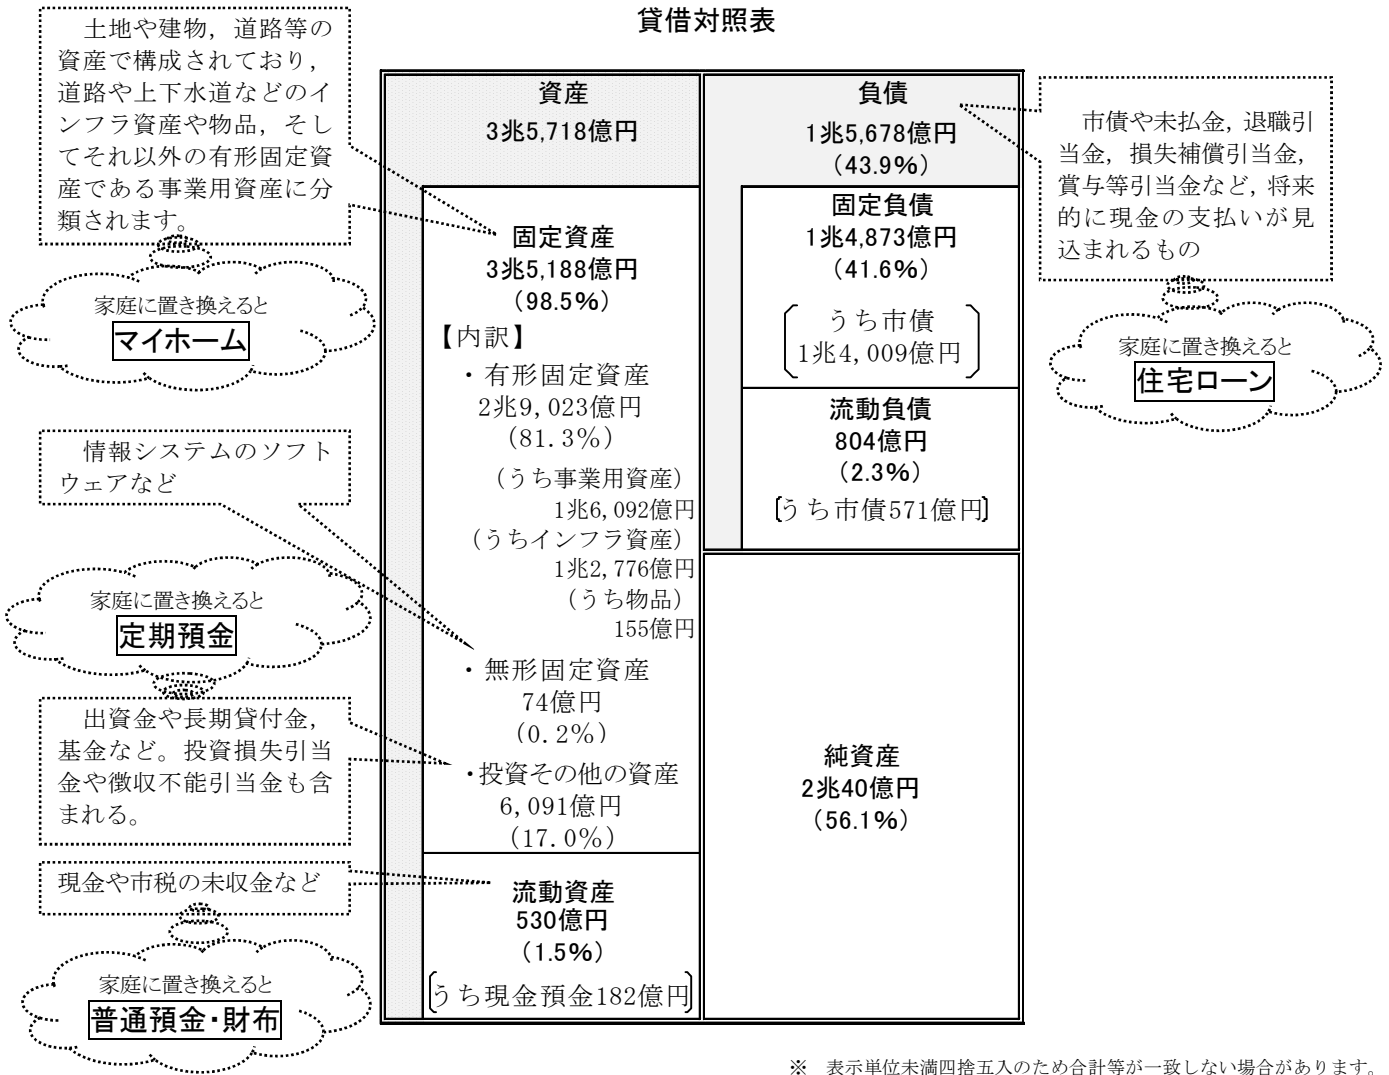 貸借対照表
土地や建物，道路等の
資産で構成されており，
道路や上下水道などのイ
ンフラ資産や物品，そし
てそれ以外の有形固定資
産である事業用資産に分
類されます。
家庭に置き換えると
マイホーム
情報システムのソフト
ウェアなど
家庭に置き換えると
定期預金
出資金や長期貸付金，
基金など。投資損失引当
金や徴収不能引当金も含
まれる。
現金や市税の未収金など
家庭に置き換えると
普通預金・財布
資産
3兆5,718億円
固定資産
3兆5,188億円
（98.5％）
【内訳】
・有形固定資産
2兆9,023億円
（81.3％）
（うち事業用資産）
1兆6,092億円
（うちインフラ資産）
1兆2,776億円
（うち物品）
155億円
・無形固定資産
74億円
（0.2％）
・投資その他の資産
6,091億円
（17.0％）
流動資産
530億円
（1.5％）
〔うち現金預金182億円〕
負債
1兆5,678億円
（43.9％）
固定負債
1兆4,873億円
（41.6％）
うち市債
1兆4,009億円
流動負債
804億円
（2.3％）
〔うち市債571億円〕
純資産
2兆40億円
（56.1％）
市債や未払金，退職引
当金，損失補償引当金，
賞与等引当金など，将来
的に現金の支払いが見
込まれるもの
家庭に置き換えると
住宅ローン
※　表示単位未満四捨五入のため合計等が一致しない場合があります。